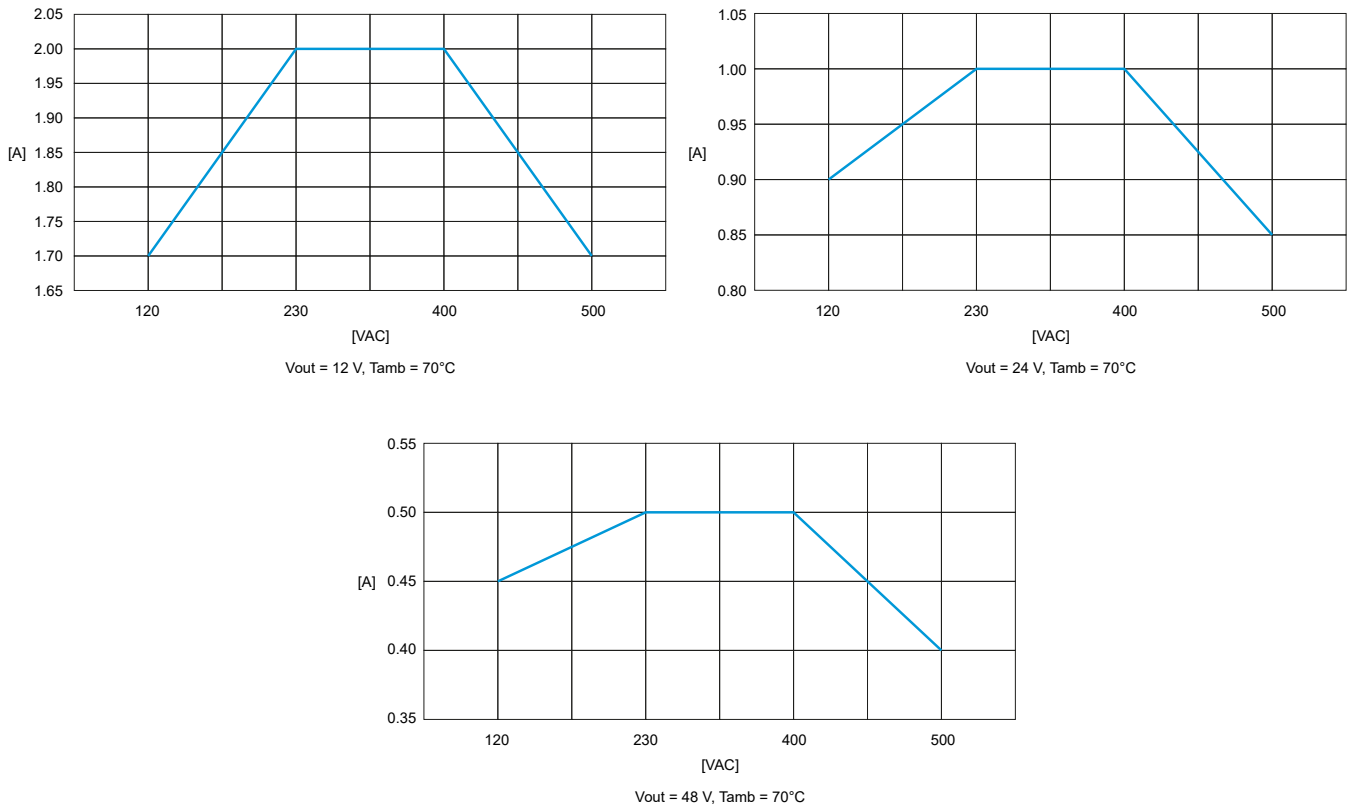 2.05
2.00
1.95
1.90
[A] 1.85
1.80
1.75
1.70
1.65
120 230 400 500
[VAC]
Vout = 12 V, Tamb = 70°C
1.05
1.00
0.95
[A]
0.90
0.85
0.80
120 230 400 500
[VAC]
Vout = 24 V, Tamb = 70°C
0.55
0.50
[A] 0.45
0.40
0.35
120 230 400 500
[VAC]
Vout = 48 V, Tamb = 70°C